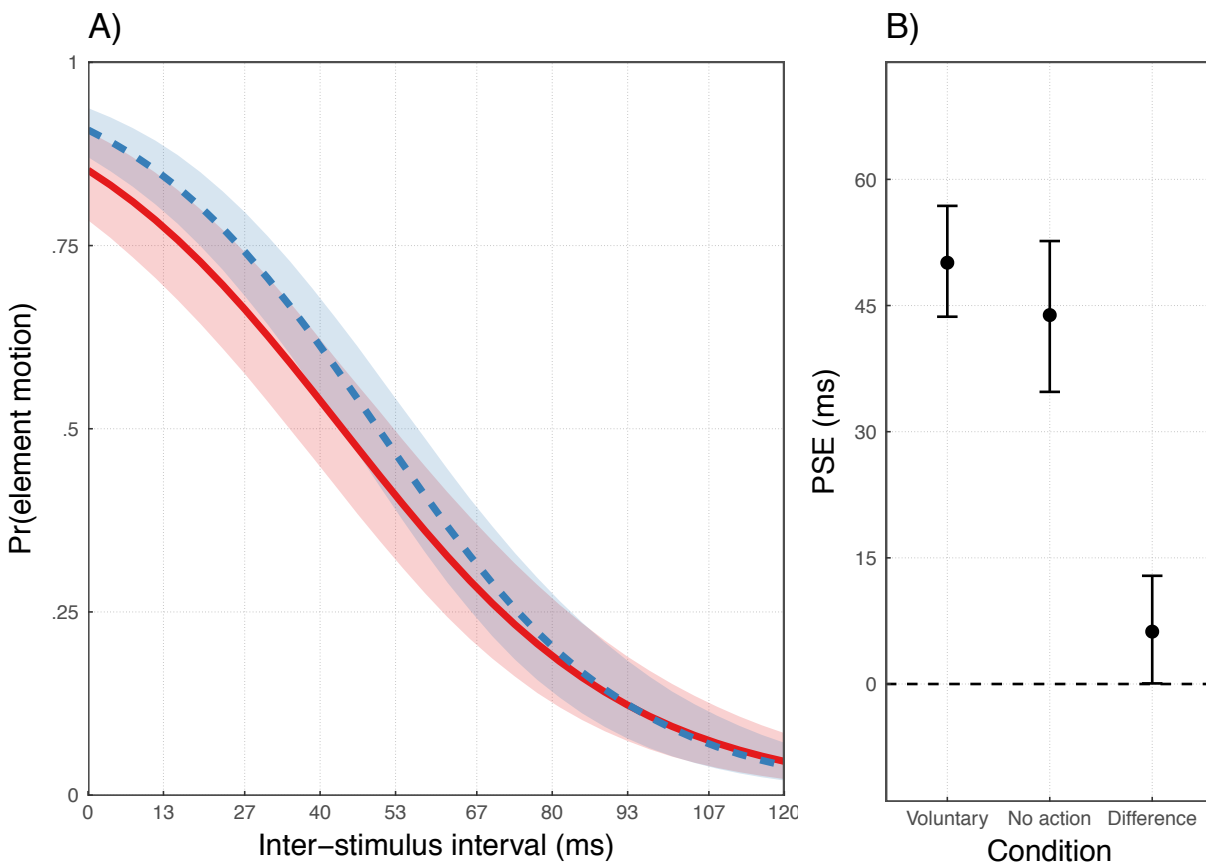 A)
Pr(element motion)
1
.75
.5
.25
0
0 13 27 40 53 67 80 93 107 120
Inter−stimulus interval (ms)
B)
PSE (ms)
60
45
30
15
0
Voluntary No action Difference
Condition